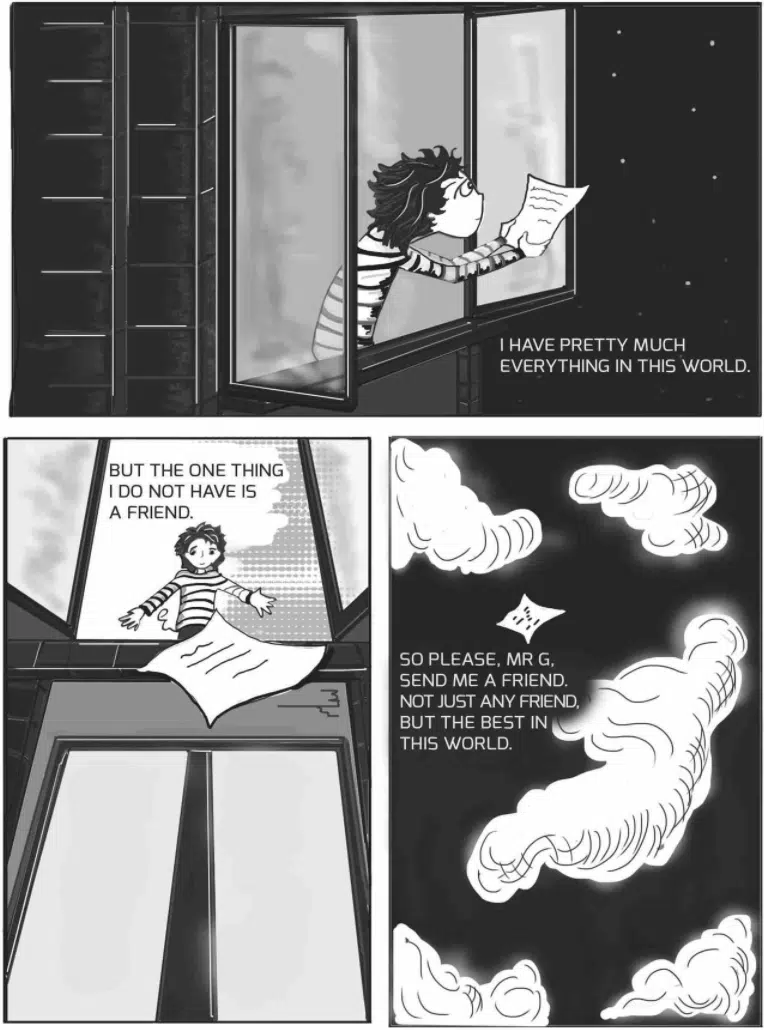 I HAVE PRETTY MUCH
EVERYTHING IN THIS WORLD.
BUT THE ONE THING
I DO NOT HAVE IS
A FRIEND.
SO PLEASE, MR G,
SEND ME A FRIEND.
NOT JUST ANY FRIEND,
BUT THE BEST IN
THIS WORLD.